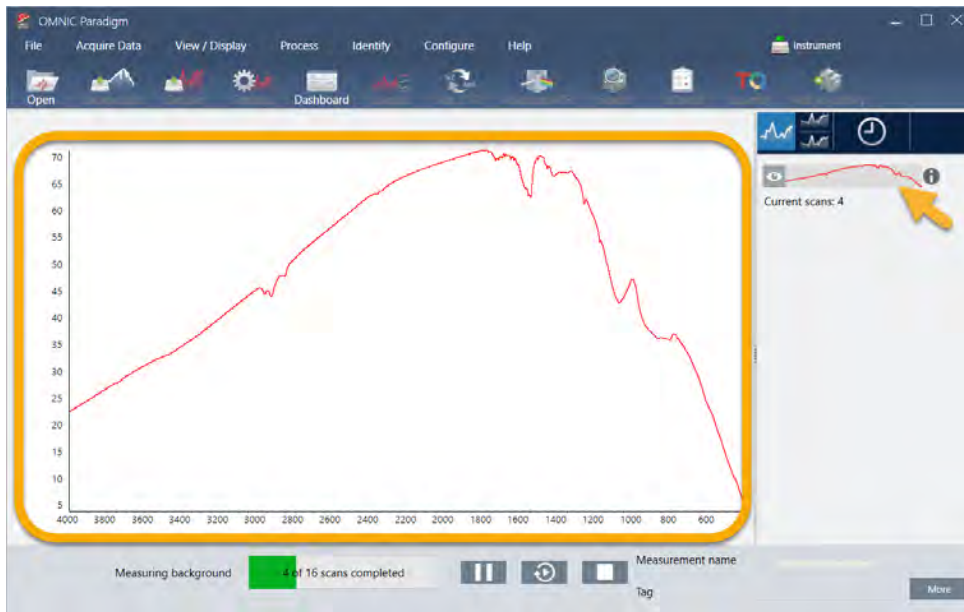 OMNIC Paradigm
File Acquire Data View / Display Process Identify Configure Help Instrument
Open Dashboard TQ
70
65
60
55
50
45
40
35
30
25
20
15
10
5
4000 3800 3600 3400 3200 3000 2800 2600 2400 2200 2000 1800 1600 1400 1200 1000 800 600
Current scans: 4
Measuring background 4 of 16 scans completed Measurement name
Tag
More